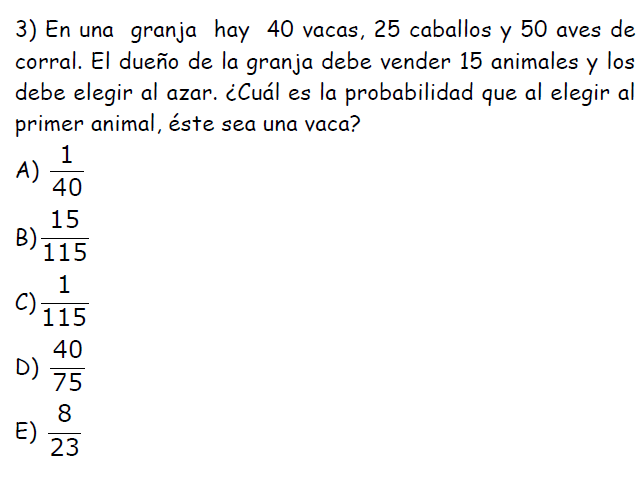 3) En una granja hay 40 vacas, 25 caballos y 50 aves de
corral. El dueño de la granja debe vender 15 animales y los
debe elegir al azar. ¿Cuál es la probabilidad que al elegir al
primer animal, éste sea una vaca?
A) 1/40
B) 15/115
C) 1/115
D) 40/75
E) 8/23